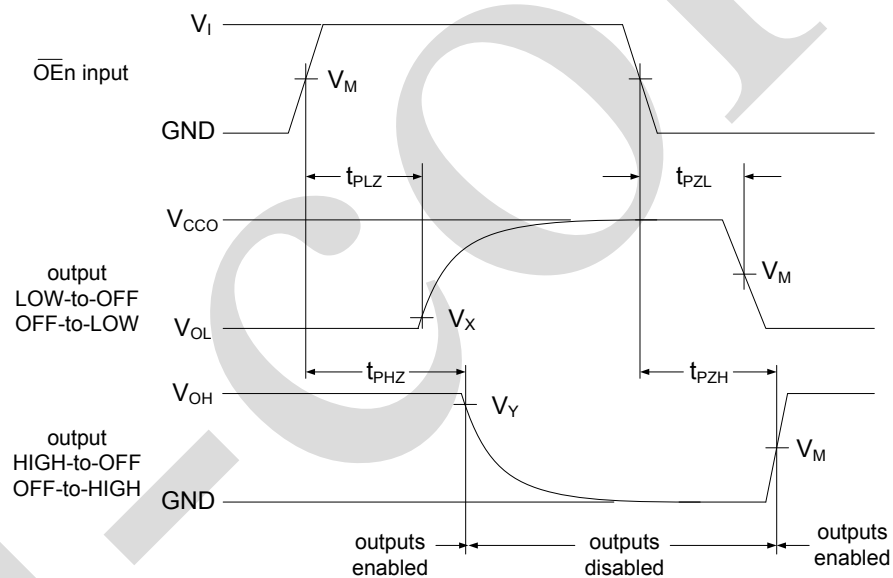 V_I
O̅E̅n input
V_M
GND
t_PLZ
t_PZL
V_CCO
output
LOW-to-OFF
OFF-to-LOW
V_M
V_OL
V_X
t_PHZ
t_PZH
V_OH
V_Y
output
HIGH-to-OFF
OFF-to-HIGH
V_M
GND
outputs
enabled
outputs
disabled
outputs
enabled